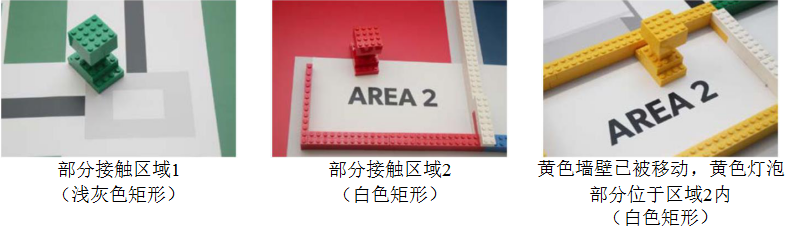 AREA 2
AREA 2
部分接触区域1
（浅灰色矩形）
部分接触区域2
（白色矩形）
黄色墙壁已被移动，黄色灯泡
部分位于区域2内
（白色矩形）